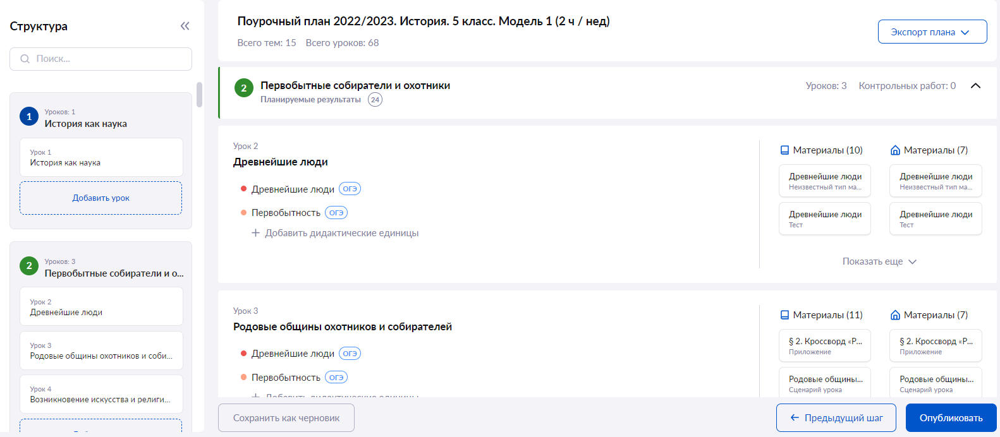 Структура
Поиск...
1
Уроков: 1
История как наука
Урок 1
История как наука
Добавить урок
2
Уроков: 3
Первобытные собиратели и о...
Урок 2
Древнейшие люди
Урок 3
Родовые общины охотников и соби...
Урок 4
Возникновение искусства и религи...
Поурочный план 2022/2023. История. 5 класс. Модель 1 (2 ч / нед)
Всего тем: 15 Всего уроков: 68
Экспорт плана
2
Первобытные собиратели и охотники
Планируемые результаты 24
Уроков: 3 Контрольных работ: 0
Урок 2
Древнейшие люди
Древнейшие люди ОГЭ
Первобытность ОГЭ
+ Добавить дидактические единицы
Материалы (10)
Древнейшие люди
Неизвестный тип ма...
Древнейшие люди
Тест
Материалы (7)
Древнейшие люди
Неизвестный тип ма...
Древнейшие люди
Тест
Показать еще
Урок 3
Родовые общины охотников и собирателей
Древнейшие люди ОГЭ
Первобытность ОГЭ
+ Добавить дидактические единицы
Материалы (11)
§ 2. Кроссворд «Р...
Приложение
Родовые общины...
Сценарий урока
Материалы (7)
§ 2. Кроссворд «Р...
Приложение
Родовые общины...
Сценарий урока
Сохранить как черновик
Предыдущий шаг
Опубликовать